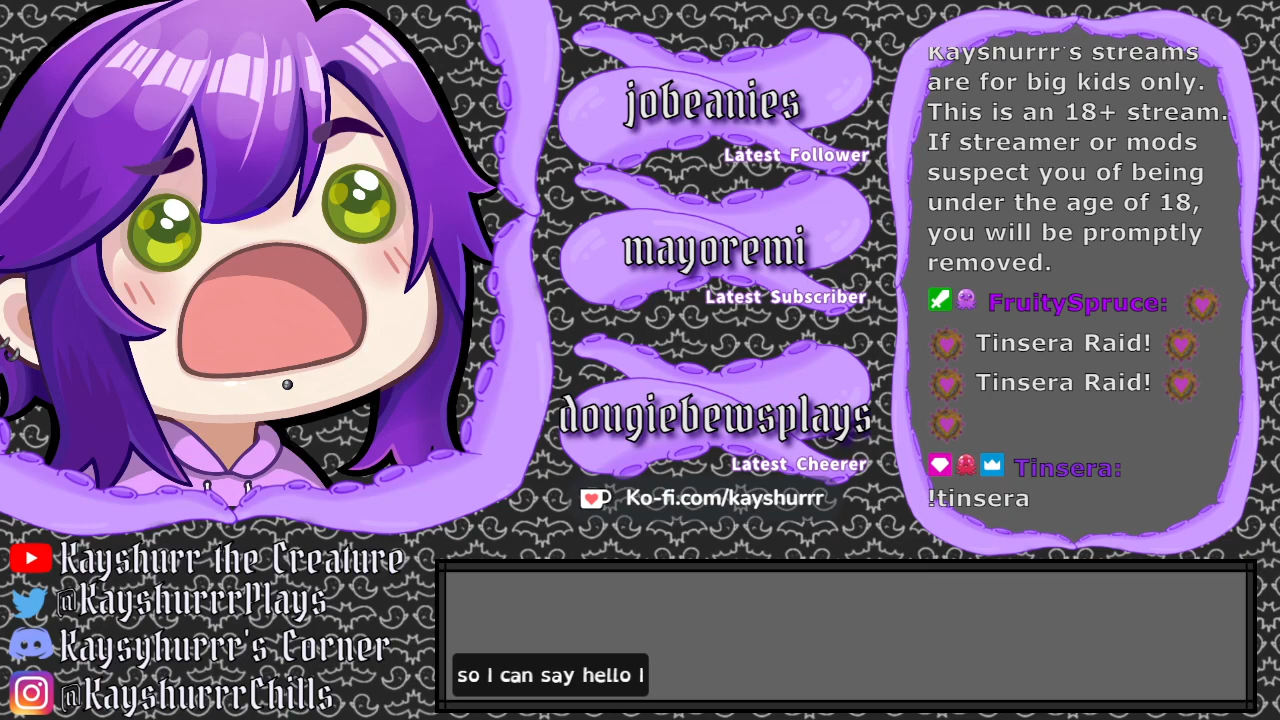 jobeanies
Latest Follower
mayoremi
Latest Subscriber
dougiebewsplays
Latest Cheerer
Ko-fi.com/kayshurrr
Kayshurrr's streams
are for big kids only.
This is an 18+ stream.
If streamer or mods
suspect you of being
under the age of 18,
you will be promptly
removed.
FruitySpruce:
Tinsera Raid!
Tinsera Raid!
Tinsera:
!tinsera
Kayshurr the Creature
@KayshurrrPlays
Kaysyhurrr's Corner
@KayshurrrChills
so I can say hello I